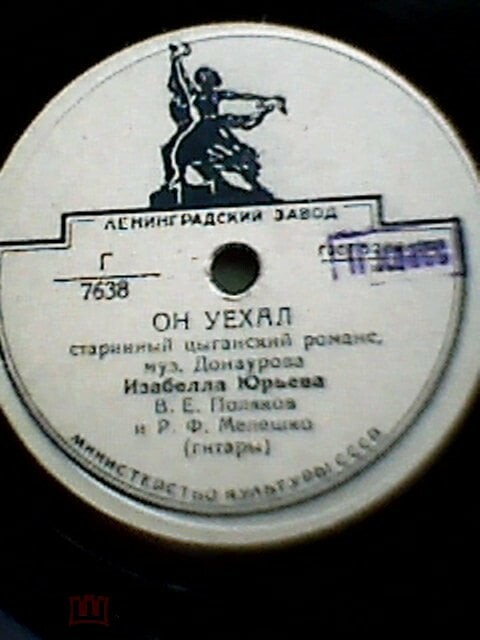 ЛЕНИНГРАДСКИЙ ЗАВОД
Г
7638
ОН УЕХАЛ
старинный цыганский романс,
муз. Донаурова
Изабелла Юрьева
В. Е. Поляков
и Р. Ф. Мелешко
(гитары)
МИНИСТЕРСТВО КУЛЬТУРЫ СССР